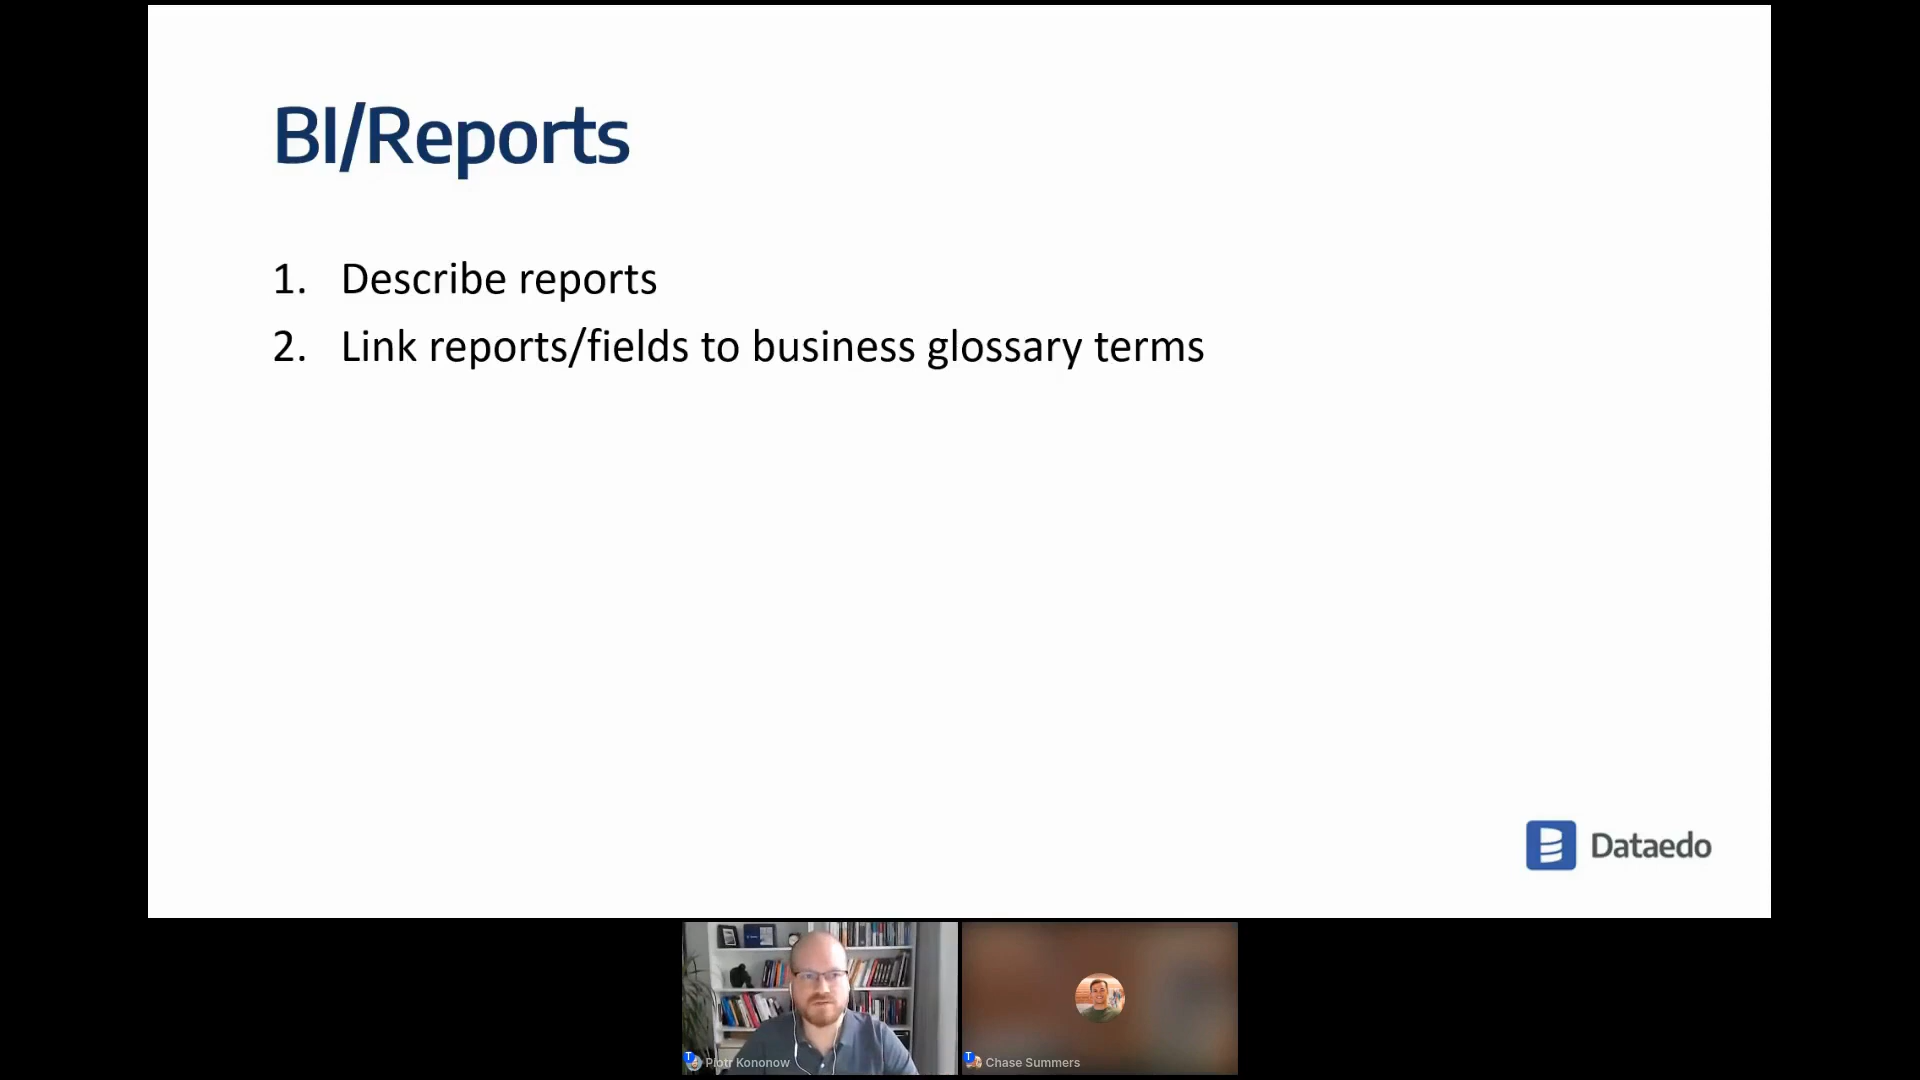 BI/Reports
1. Describe reports
2. Link reports/fields to business glossary terms
Dataedo
T Piotr Kononow
T Chase Summers